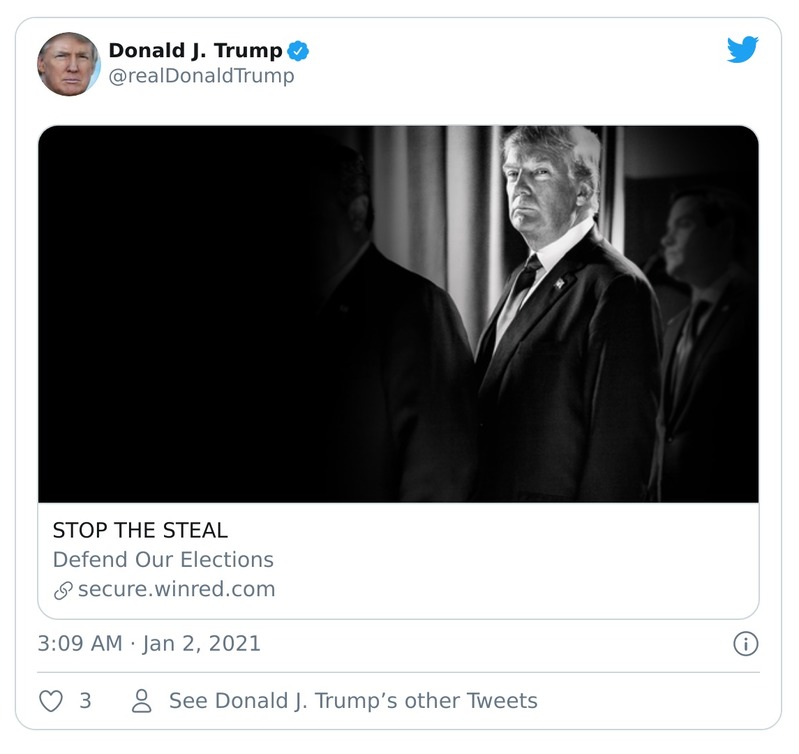 Donald J. Trump
@realDonaldTrump
STOP THE STEAL
Defend Our Elections
secure.winred.com
3:09 AM · Jan 2, 2021
3 See Donald J. Trump’s other Tweets